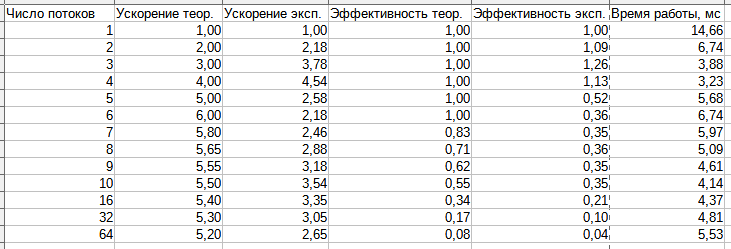 Число потоков Ускорение теор. Ускорение эксп. Эффективность теор. Эффективность эксп. Время работы, мс
1 1,00 1,00 1,00 1,00 14,66
2 2,00 2,18 1,00 1,09 6,74
3 3,00 3,78 1,00 1,26 3,88
4 4,00 4,54 1,00 1,13 3,23
5 5,00 2,58 1,00 0,52 5,68
6 6,00 2,18 1,00 0,36 6,74
7 5,80 2,46 0,83 0,35 5,97
8 5,65 2,88 0,71 0,36 5,09
9 5,55 3,18 0,62 0,35 4,61
10 5,50 3,54 0,55 0,35 4,14
16 5,40 3,35 0,34 0,21 4,37
32 5,30 3,05 0,17 0,10 4,81
64 5,20 2,65 0,08 0,04 5,53